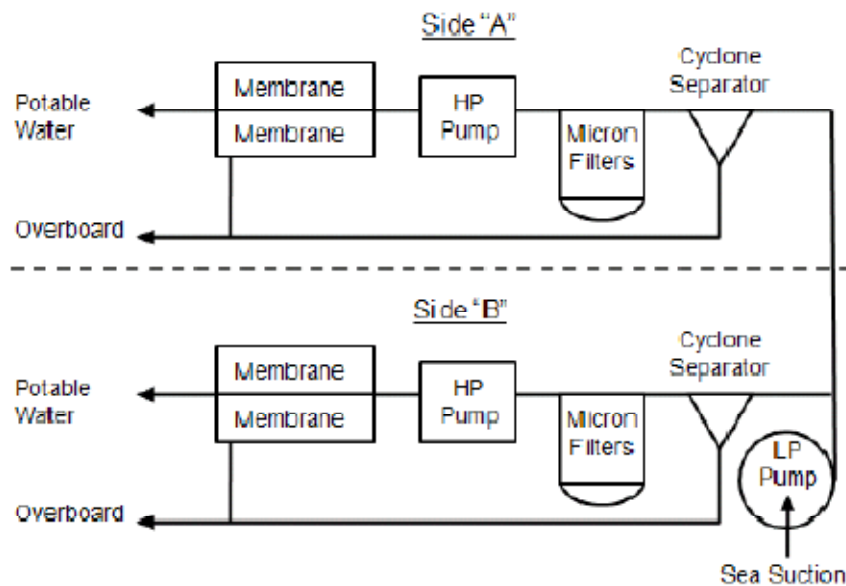 Side “A”
Cyclone
Separator
Potable
Water
Membrane
Membrane
HP
Pump
Micron
Filters
Overboard
Side “B”
Cyclone
Separator
Potable
Water
Membrane
Membrane
HP
Pump
Micron
Filters
LP
Pump
Overboard
Sea Suction